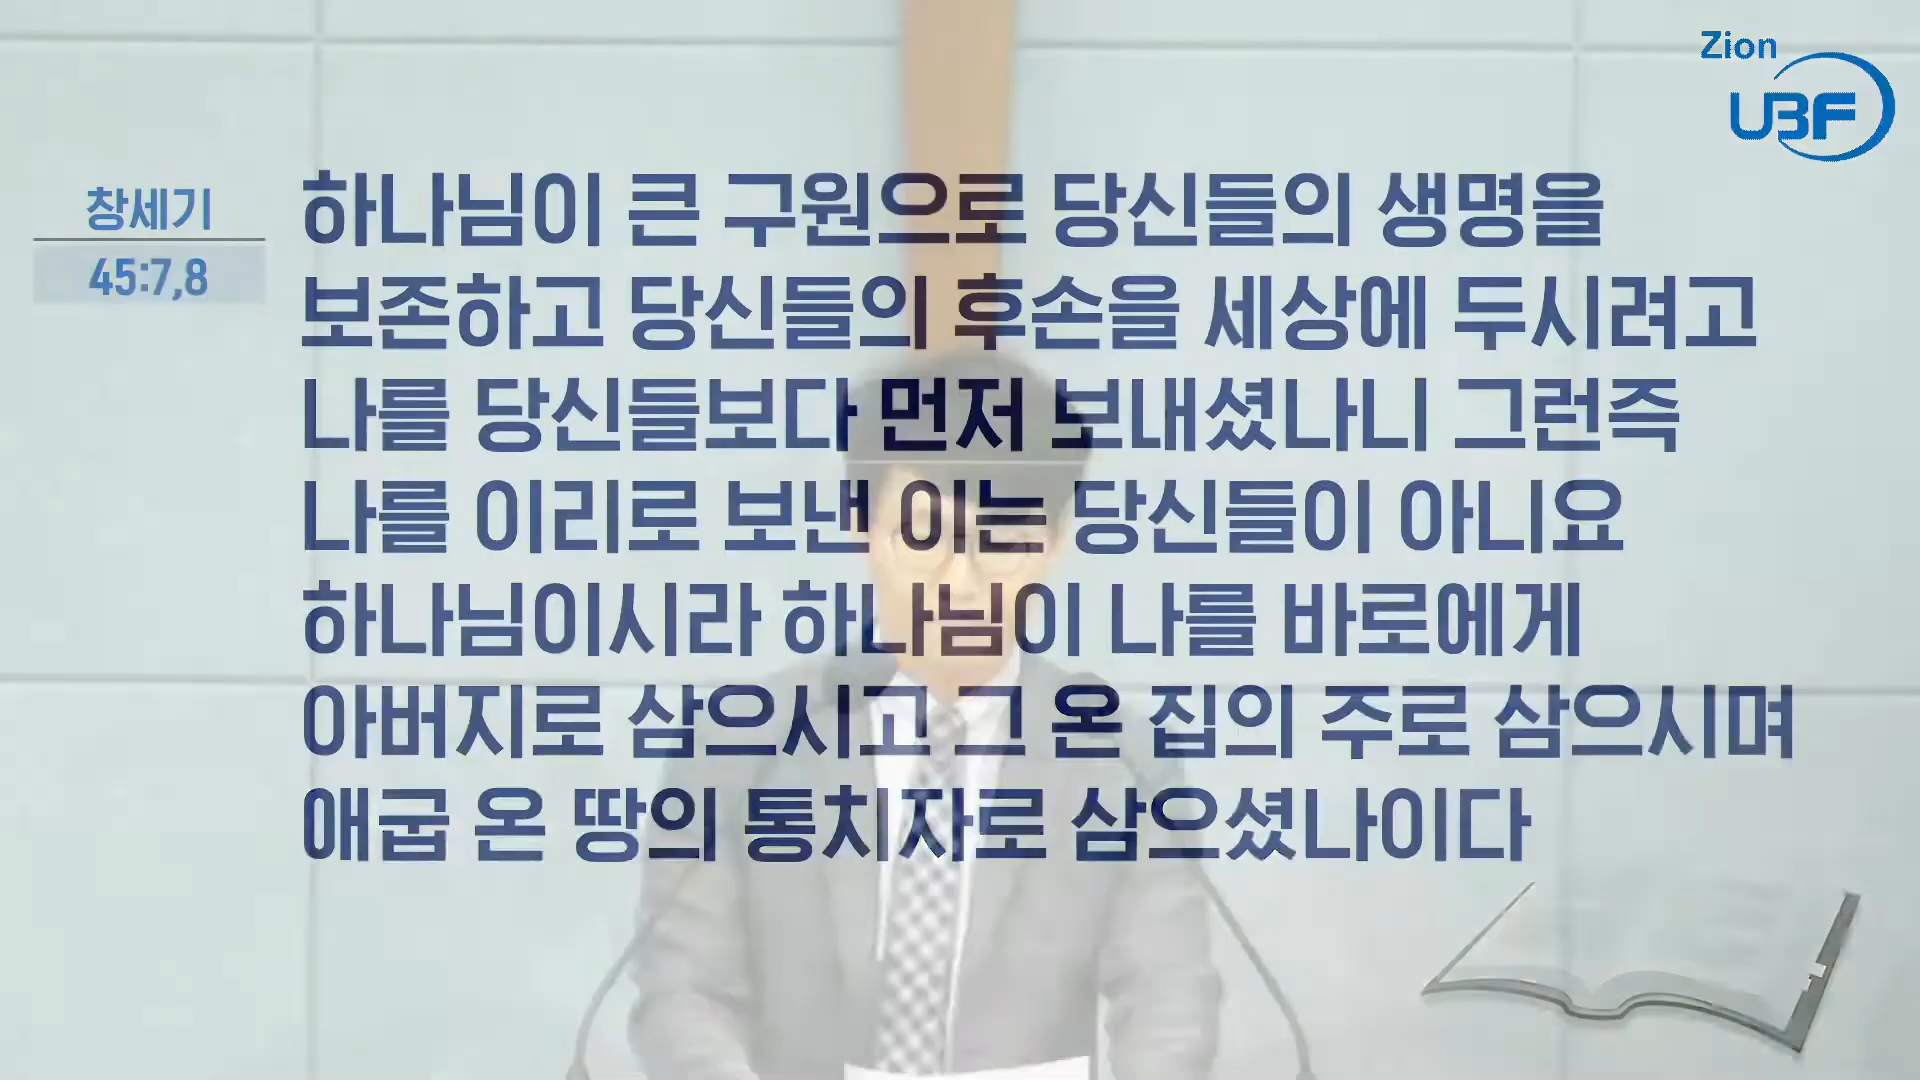 Zion
UBF
창세기
45:7,8
하나님이 큰 구원으로 당신들의 생명을
보존하고 당신들의 후손을 세상에 두시려고
나를 당신들보다 먼저 보내셨나니 그런즉
나를 이리로 보낸 이는 당신들이 아니요
하나님이시라 하나님이 나를 바로에게
아버지로 삼으시고 그 온 집의 주로 삼으시며
애굽 온 땅의 통치자로 삼으셨나이다